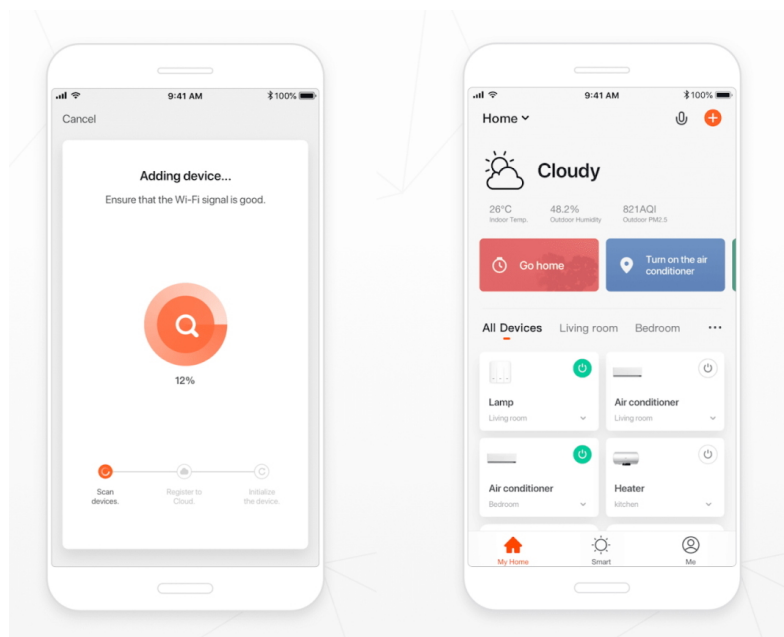 9:41 AM
100%
Cancel
Adding device...
Ensure that the Wi-Fi signal is good.
12%
Scan
devices.
Register to
Cloud.
Initialize
the device.
9:41 AM
100%
Home
Cloudy
26°C
Indoor Temp.
48.2%
Outdoor Humidity
821AQI
Outdoor PM2.5
Go home
Turn on the air
conditioner
All Devices
Living room
Bedroom
Lamp
Living room
Air conditioner
Living room
Air conditioner
Bedroom
Heater
kitchen
My Home
Smart
Me